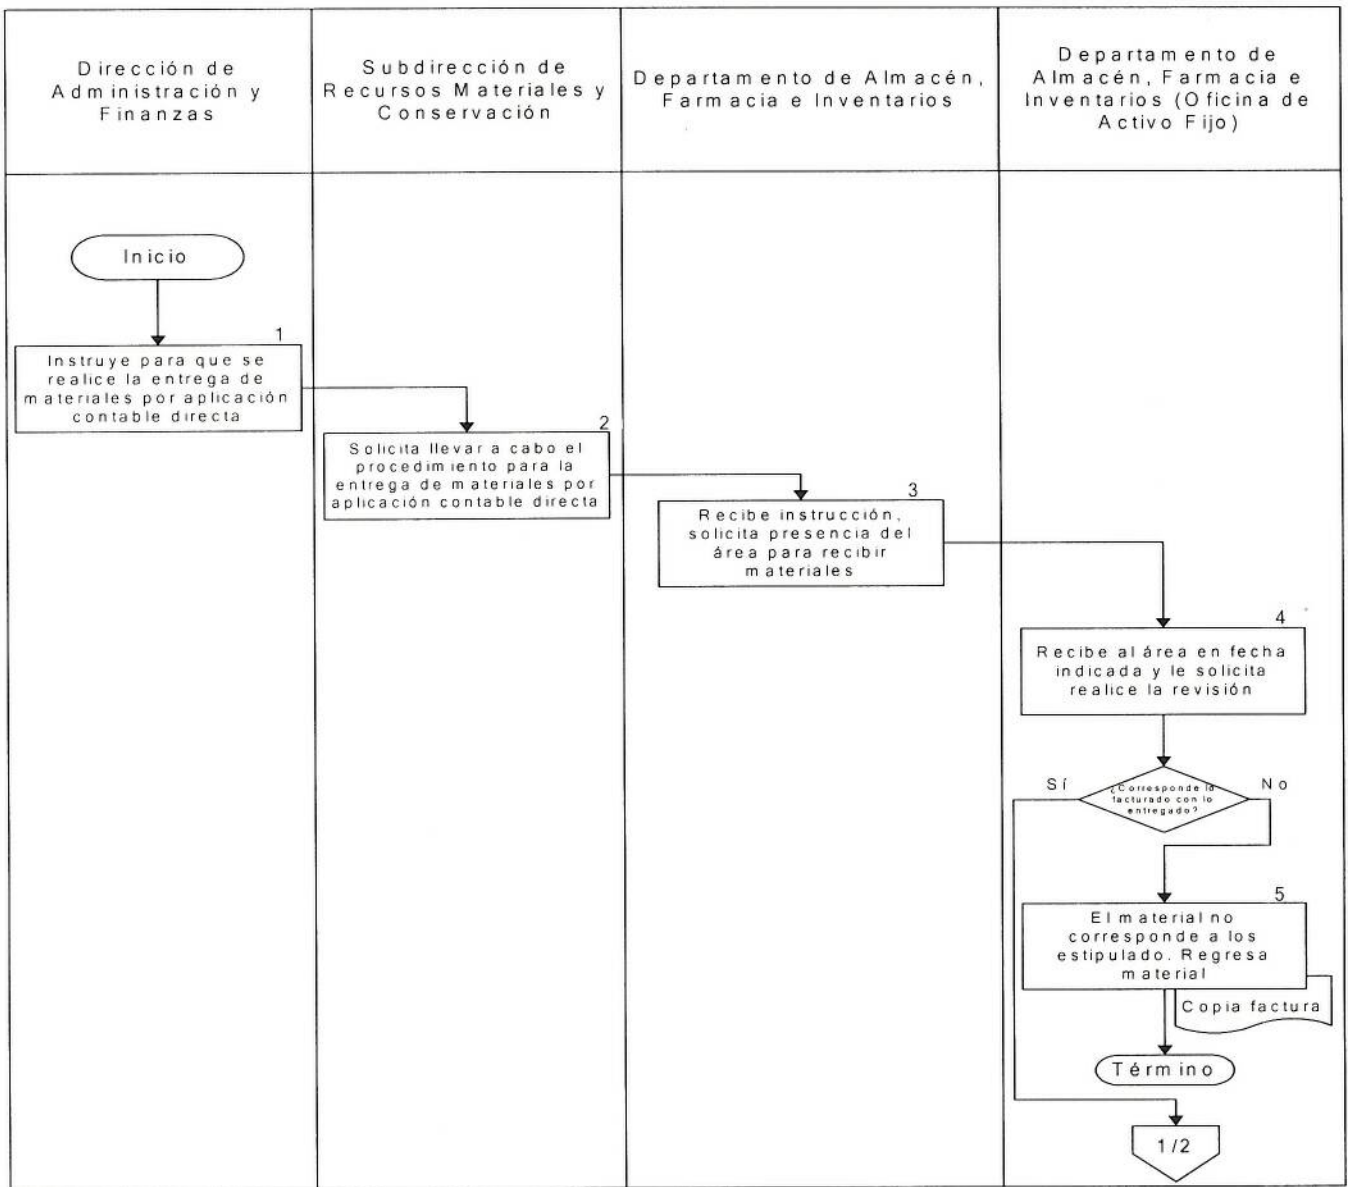 Dirección de
Administración y
Finanzas
Subdirección de
Recursos Materiales y
Conservación
Departamento de Almacén,
Farmacia e Inventarios
Departamento de
Almacén, Farmacia e
Inventarios (Oficina de
Activo Fijo)
Inicio
1
Instruye para que se
realice la entrega de
materiales por aplicación
contable directa
2
Solicita llevar a cabo el
procedimiento para la
entrega de materiales por
aplicación contable directa
3
Recibe instrucción,
solicita presencia del
área para recibir
materiales
4
Recibe al área en fecha
indicada y le solicita
realice la revisión
Sí
¿Corresponde lo
facturado con lo
entregado?
No
5
El material no
corresponde a los
estipulado. Regresa
material
Copia factura
Término
1/2